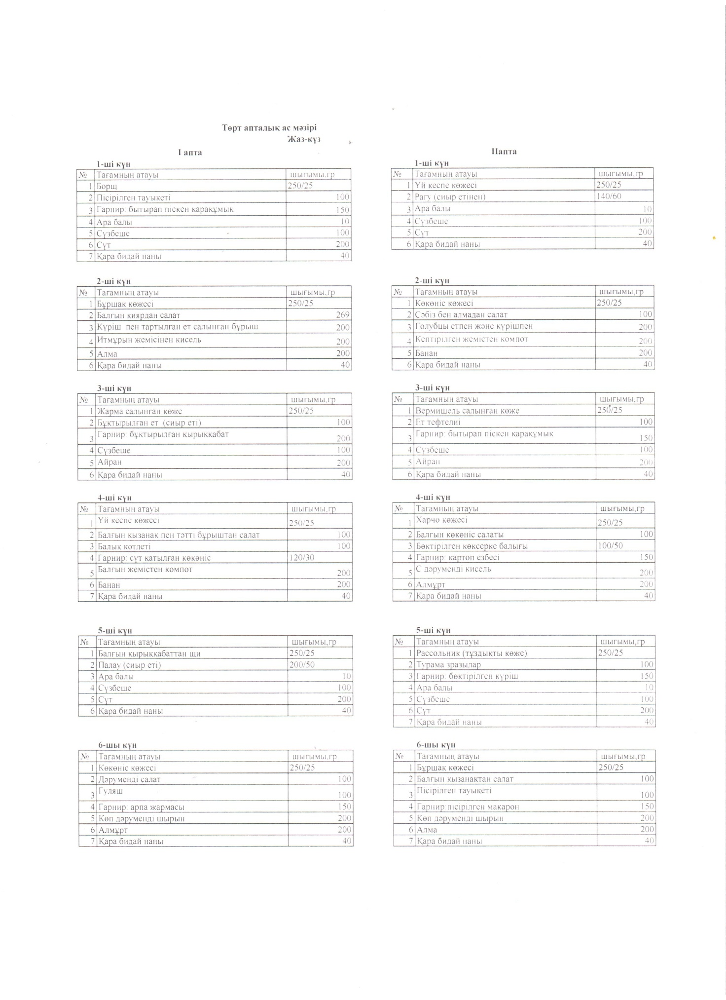 Төрт апталық ас мәзірі
Жаз-күз
I апта
1-ші күн
№ Тағамның атауы шығымы,гр
1 Борщ 250/25
2 Пісірілген тауықеті 100
3 Гарнир: бытырап піскен қарақұмық 150
4 Ара балы 10
5 Сүзбеше 100
6 Сүт 200
7 Қара бидай наны 40
2-ші күн
№ Тағамның атауы шығымы,гр
1 Бұршақ көжесі 250/25
2 Балғын қиярдан салат 269
3 Күріш пен тартылған ет салынған бұрыш 200
4 Итмұрын жемісінен кисель 200
5 Алма 200
6 Қара бидай наны 40
3-ші күн
№ Тағамның атауы шығымы,гр
1 Жарма салынған көже 250/25
2 Бұқтырылған ет (сиыр еті) 100
3 Гарнир: бұқтырылған қырыққабат 200
4 Сүзбеше 100
5 Айран 200
6 Қара бидай наны 40
4-ші күн
№ Тағамның атауы шығымы,гр
1 Үй кеспе көжесі 250/25
2 Балғын қызанақ пен тәтті бұрыштан салат 100
3 Балық котлеті 100
4 Гарнир: сүт қатылған көкөніс 120/30
5 Балғын жемістен компот 200
6 Банан 200
7 Қара бидай наны 40
5-ші күн
№ Тағамның атауы шығымы,гр
1 Балғын қырыққабаттан щи 250/25
2 Палау (сиыр еті) 200/50
3 Ара балы 10
4 Сүзбеше 100
5 Сүт 200
6 Қара бидай наны 40
6-шы күн
№ Тағамның атауы шығымы,гр
1 Көкөніс көжесі 250/25
2 Дәруменді салат 100
3 Гуляш 100
4 Гарнир: арпа жармасы 150
5 Көп дәруменді шырын 200
6 Алмұрт 200
7 Қара бидай наны 40
IIапта
1-ші күн
№ Тағамның атауы шығымы,гр
1 Үй кеспе көжесі 250/25
2 Рагу (сиыр етінен) 140/60
3 Ара балы 10
4 Сүзбеше 100
5 Сүт 200
6 Қара бидай наны 40
2-ші күн
№ Тағамның атауы шығымы,гр
1 Көкөніс көжесі 250/25
2 Сәбіз бен алмадан салат 100
3 Голубцы етпен және күрішпен 200
4 Кептірілген жемістен компот 200
5 Банан 200
6 Қара бидай наны 40
3-ші күн
№ Тағамның атауы шығымы,гр
1 Вермишель салынған көже 250/25
2 Ет тефтелиі 100
3 Гарнир: бытырап піскен қарақұмық 150
4 Сүзбеше 100
5 Айран 200
6 Қара бидай наны 40
4-ші күн
№ Тағамның атауы шығымы,гр
1 Харчо көжесі 250/25
2 Балғын көкөніс салаты 100
3 Бөктірілген көксерке балығы 100/50
4 Гарнир: картоп езбесі 150
5 С дәруменді кисель 200
6 Алмұрт 200
7 Қара бидай наны 40
5-ші күн
№ Тағамның атауы шығымы,гр
1 Рассольник (тұздықты көже) 250/25
2 Турама зразылар 100
3 Гарнир: бөктірілген күріш 150
4 Ара балы 10
5 Сүзбеше 100
6 Сүт 200
7 Қара бидай наны 40
6-шы күн
№ Тағамның атауы шығымы,гр
1 Бұршақ көжесі 250/25
2 Балғын қызанақтан салат 100
3 Пісірілген тауықеті 100
4 Гарнир:пісірілген макарон 150
5 Көп дәруменді шырын 200
6 Алма 200
7 Қара бидай наны 40